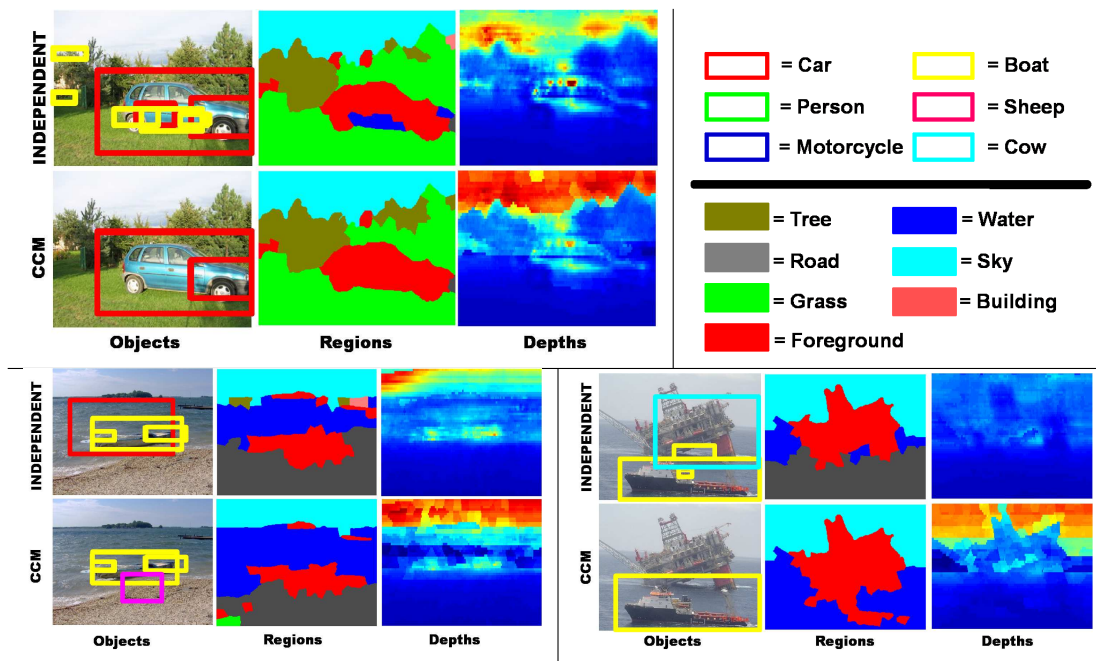 INDEPENDENT
CCM
Objects Regions Depths
= Car = Boat
= Person = Sheep
= Motorcycle = Cow
= Tree = Water
= Road = Sky
= Grass = Building
= Foreground
INDEPENDENT
CCM
Objects Regions Depths
INDEPENDENT
CCM
Objects Regions Depths